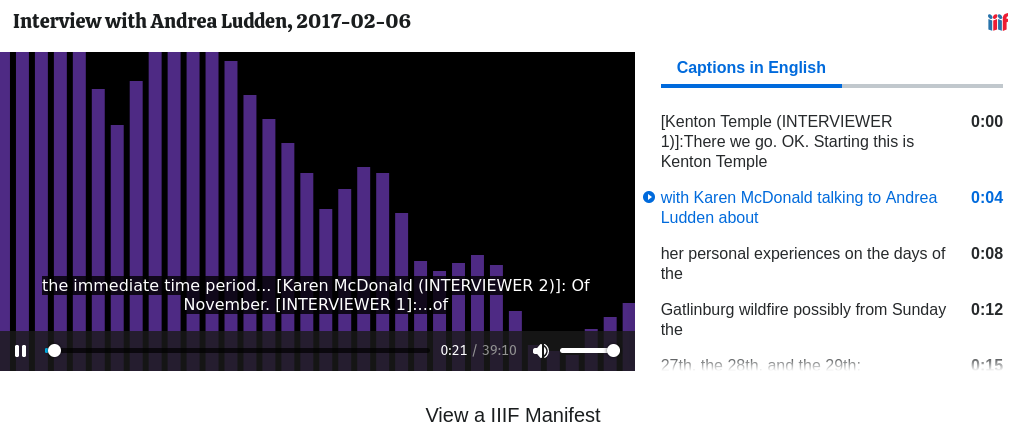 Interview with Andrea Ludden, 2017-02-06
iiif
the immediate time period... [Karen McDonald (INTERVIEWER 2)]: Of
November. [INTERVIEWER 1]:...of
0:21 / 39:10
Captions in English
[Kenton Temple (INTERVIEWER 0:00
1)]:There we go. OK. Starting this is
Kenton Temple
with Karen McDonald talking to Andrea 0:04
Ludden about
her personal experiences on the days of 0:08
the
Gatlinburg wildfire possibly from Sunday 0:12
the
27th, the 28th, and the 29th: 0:15
View a IIIF Manifest